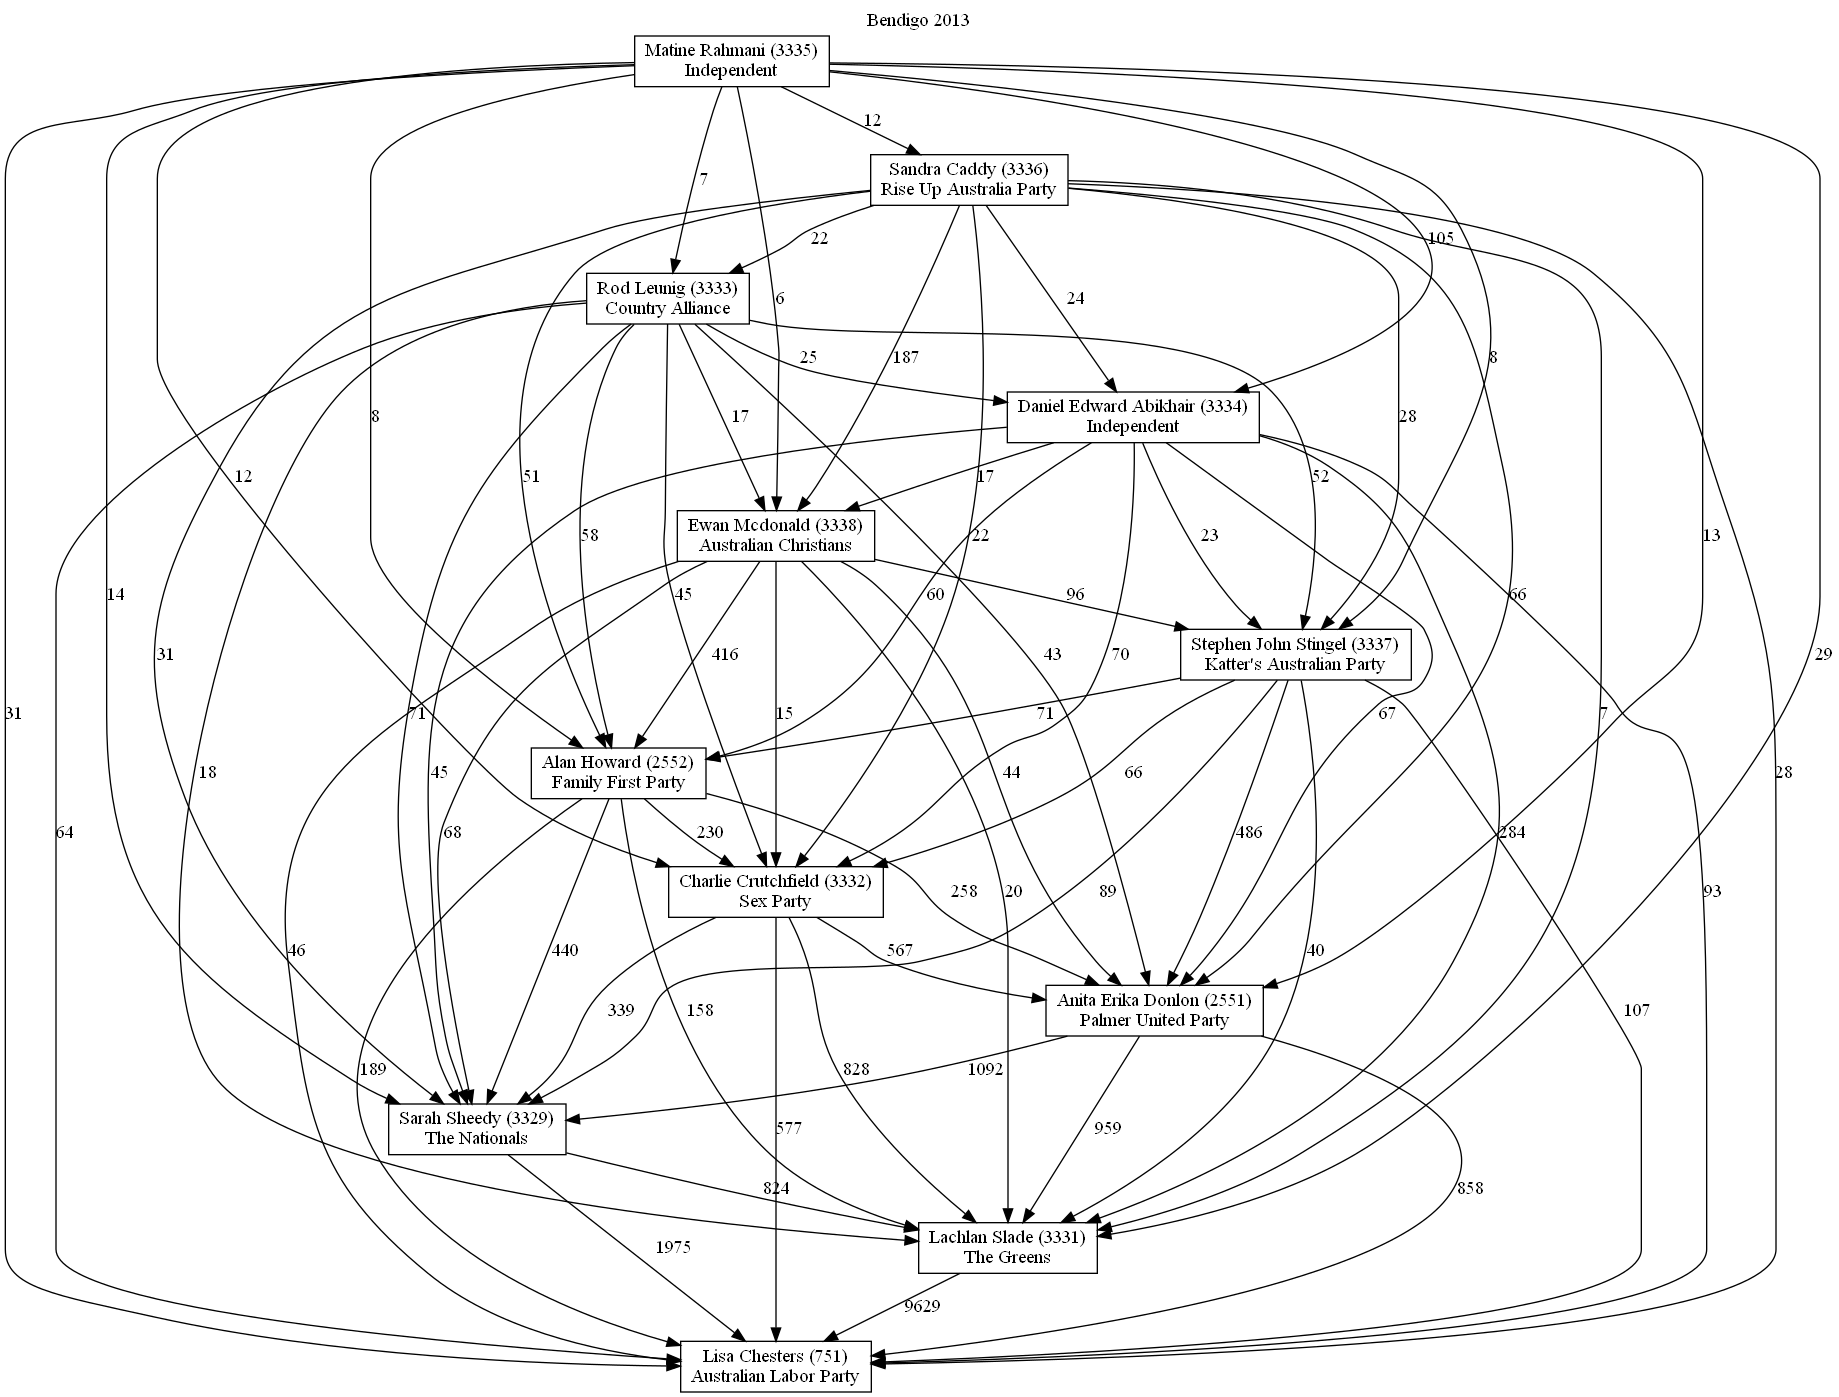 Bendigo 2013
Matine Rahmani (3335)
Independent
12
Sandra Caddy (3336)
Rise Up Australia Party
7
22
105
6
24
Rod Leunig (3333)
Country Alliance
25
187
8
Daniel Edward Abikhair (3334)
Independent
8
17
28
12
51
17
52
13
58
22
23
Ewan Mcdonald (3338)
Australian Christians
14
45
60
96
66
31
416
43
70
Stephen John Stingel (3337)
Katter's Australian Party
29
31
71
15
71
67
7
18
45
44
66
28
Alan Howard (2552)
Family First Party
64
68
230
486
284
Charlie Crutchfield (3332)
Sex Party
258
20
89
93
46
440
567
40
339
158
Anita Erika Donlon (2551)
Palmer United Party
107
189
828
1092
Sarah Sheedy (3329)
The Nationals
577
959
824
858
1975
Lachlan Slade (3331)
The Greens
9629
Lisa Chesters (751)
Australian Labor Party